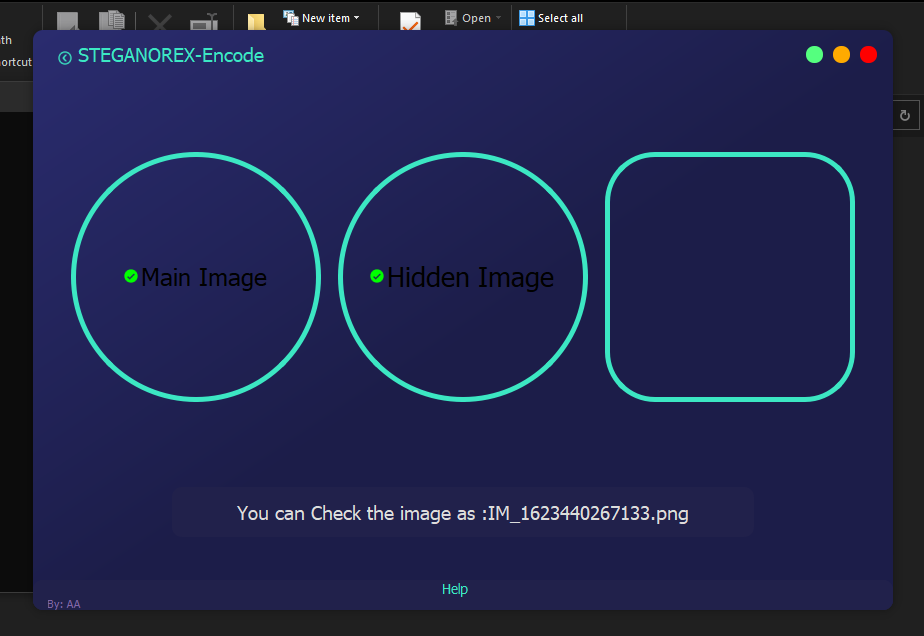 New item
Open
Select all
th
ortcut
STEGANOREX-Encode
Main Image
Hidden Image
You can Check the image as :IM_1623440267133.png
Help
By: AA